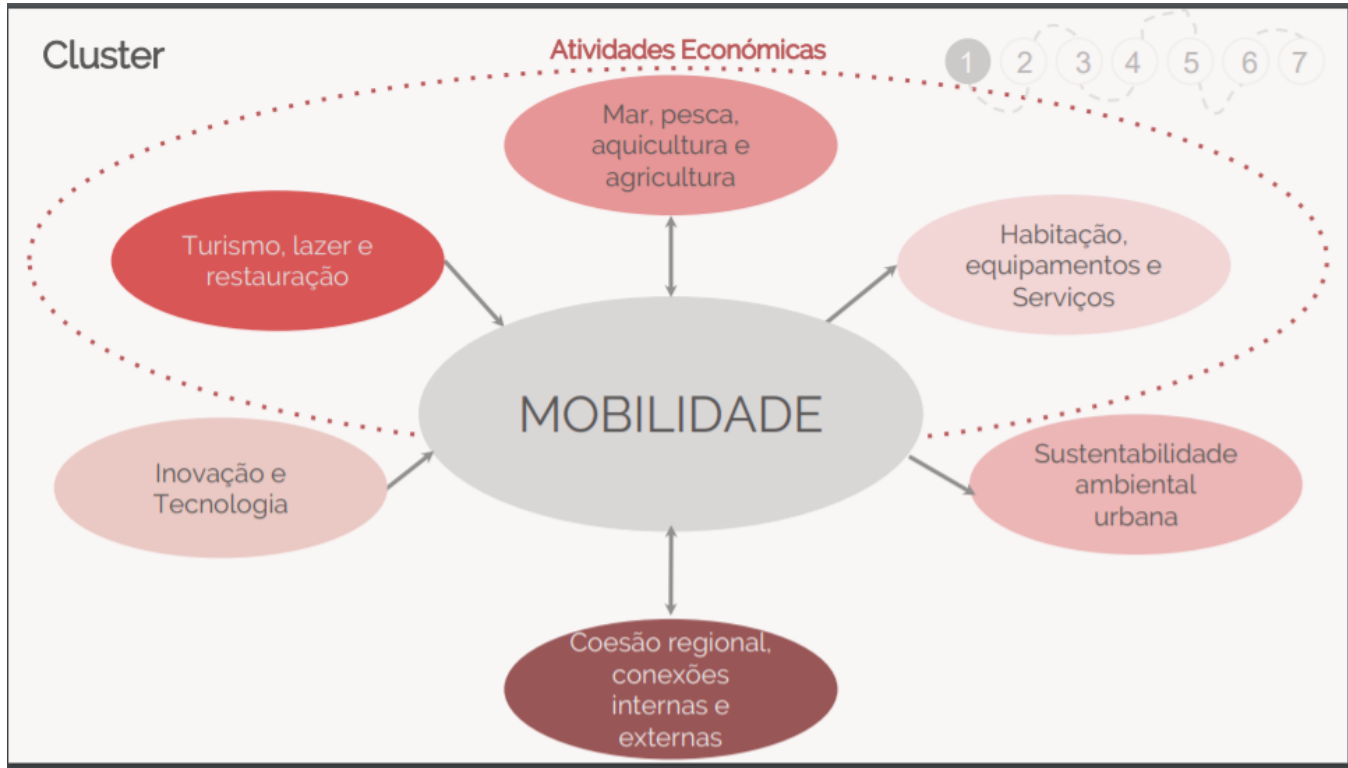 Cluster
Atividades Económicas
1 2 3 4 5 6 7
Mar, pesca,
aquicultura e
agricultura
Turismo, lazer e
restauração
Habitação,
equipamentos e
Serviços
MOBILIDADE
Inovação e
Tecnologia
Sustentabilidade
ambiental
urbana
Coesão regional,
conexões
internas e
externas